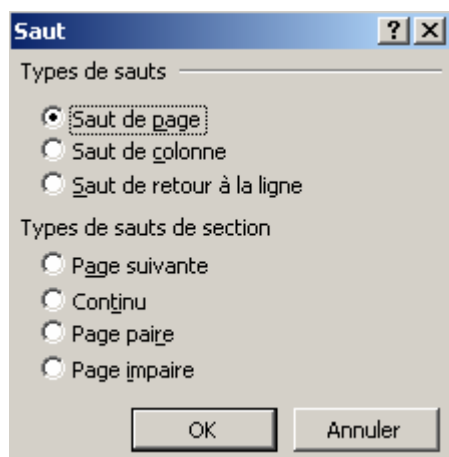 Saut
Types de sauts
Saut de page
Saut de colonne
Saut de retour à la ligne
Types de sauts de section
Page suivante
Continu
Page paire
Page impaire
OK Annuler